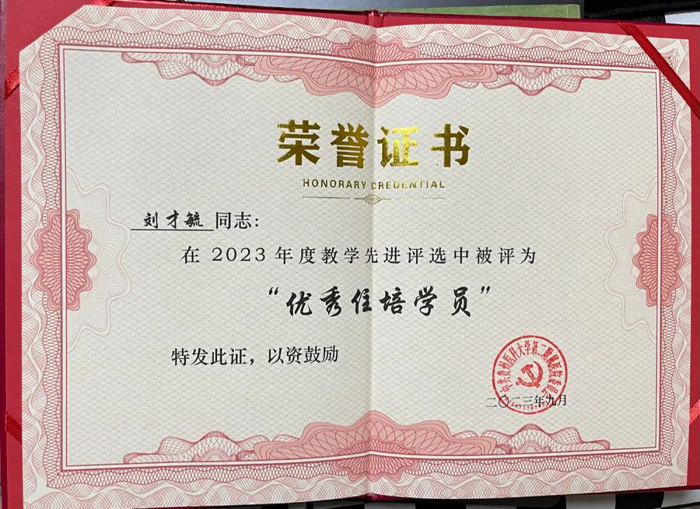 荣誉证书
HONORARY CREDENTIAL
刘才毓 同志：
在 2023 年度教学先进评选中被评为
“优秀住培学员”
特发此证，以资鼓励
二〇二三年九月